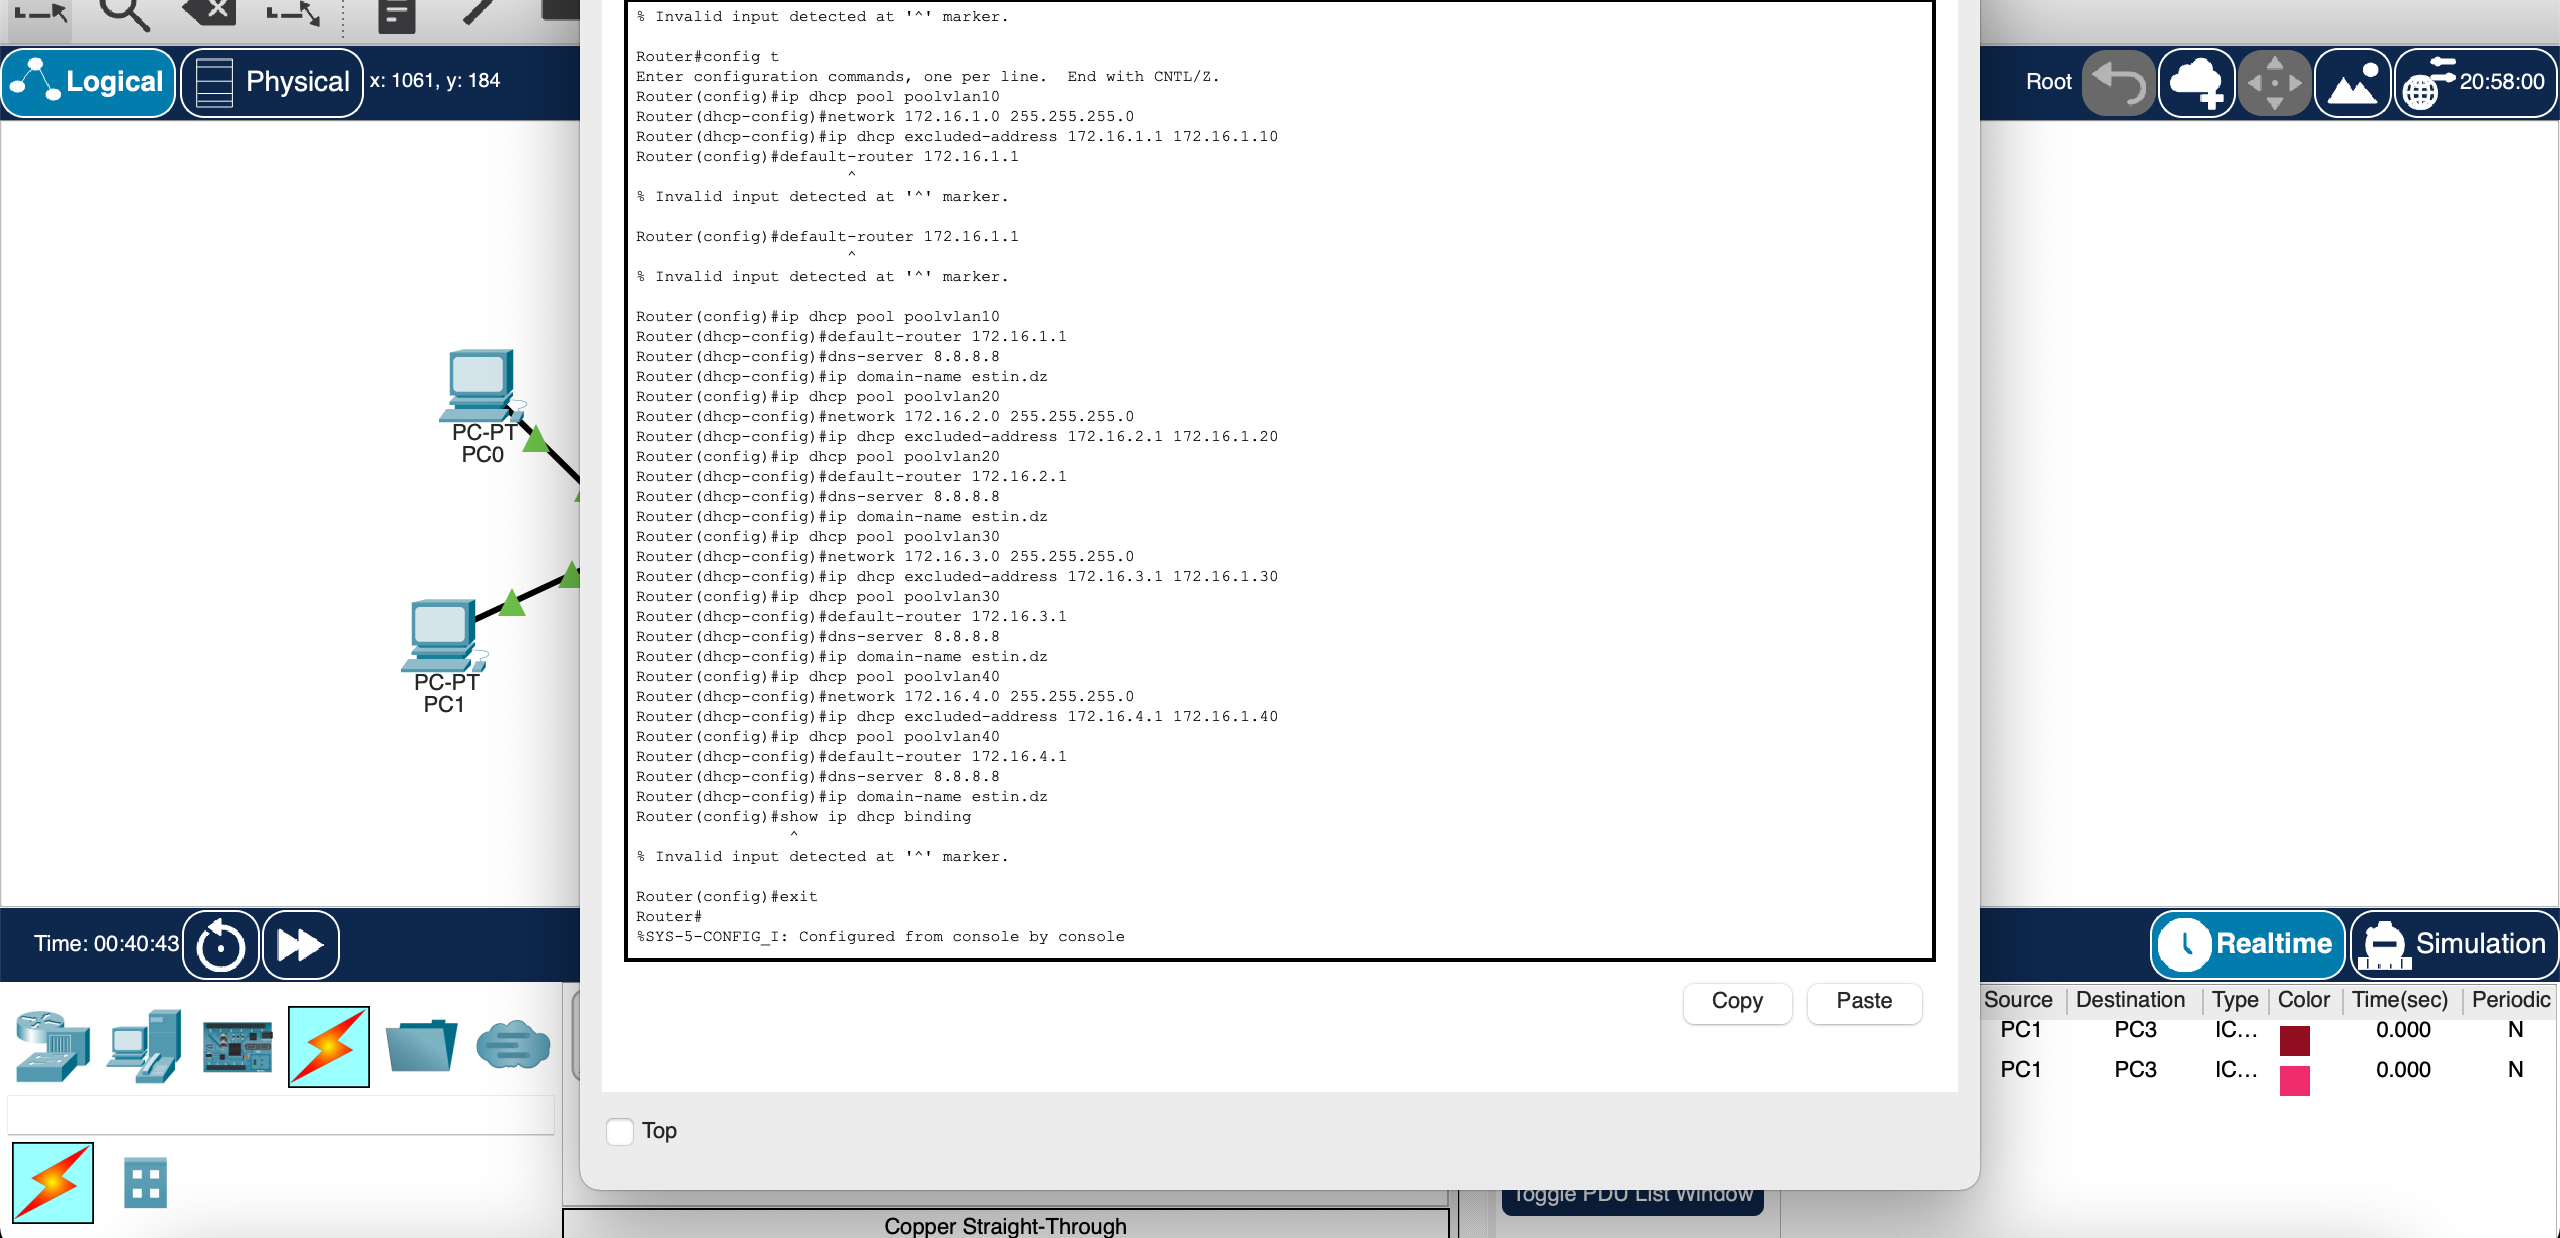 % Invalid input detected at '^' marker.
Router#config t
Enter configuration commands, one per line.  End with CNTL/Z.
Router(config)#ip dhcp pool poolvlan10
Router(dhcp-config)#network 172.16.1.0 255.255.255.0
Router(dhcp-config)#ip dhcp excluded-address 172.16.1.1 172.16.1.10
Router(config)#default-router 172.16.1.1
^
% Invalid input detected at '^' marker.
Router(config)#default-router 172.16.1.1
^
% Invalid input detected at '^' marker.
Router(config)#ip dhcp pool poolvlan10
Router(dhcp-config)#default-router 172.16.1.1
Router(dhcp-config)#dns-server 8.8.8.8
Router(dhcp-config)#ip domain-name estin.dz
Router(config)#ip dhcp pool poolvlan20
Router(dhcp-config)#network 172.16.2.0 255.255.255.0
Router(dhcp-config)#ip dhcp excluded-address 172.16.2.1 172.16.1.20
Router(config)#ip dhcp pool poolvlan20
Router(dhcp-config)#default-router 172.16.2.1
Router(dhcp-config)#dns-server 8.8.8.8
Router(dhcp-config)#ip domain-name estin.dz
Router(config)#ip dhcp pool poolvlan30
Router(dhcp-config)#network 172.16.3.0 255.255.255.0
Router(dhcp-config)#ip dhcp excluded-address 172.16.3.1 172.16.1.30
Router(config)#ip dhcp pool poolvlan30
Router(dhcp-config)#default-router 172.16.3.1
Router(dhcp-config)#dns-server 8.8.8.8
Router(dhcp-config)#ip domain-name estin.dz
Router(config)#ip dhcp pool poolvlan40
Router(dhcp-config)#network 172.16.4.0 255.255.255.0
Router(dhcp-config)#ip dhcp excluded-address 172.16.4.1 172.16.1.40
Router(config)#ip dhcp pool poolvlan40
Router(dhcp-config)#default-router 172.16.4.1
Router(dhcp-config)#dns-server 8.8.8.8
Router(dhcp-config)#ip domain-name estin.dz
Router(config)#show ip dhcp binding
^
% Invalid input detected at '^' marker.
Router(config)#exit
Router#
%SYS-5-CONFIG_I: Configured from console by console
Copy Paste
Top
Logical Physical x: 1061, y: 184
Root 20:58:00
PC-PT
PC0
PC-PT
PC1
Time: 00:40:43
Realtime Simulation
Source Destination Type Color Time(sec) Periodic
PC1 PC3 IC... 0.000 N
PC1 PC3 IC... 0.000 N
Toggle PDU List Window
Copper Straight-Through